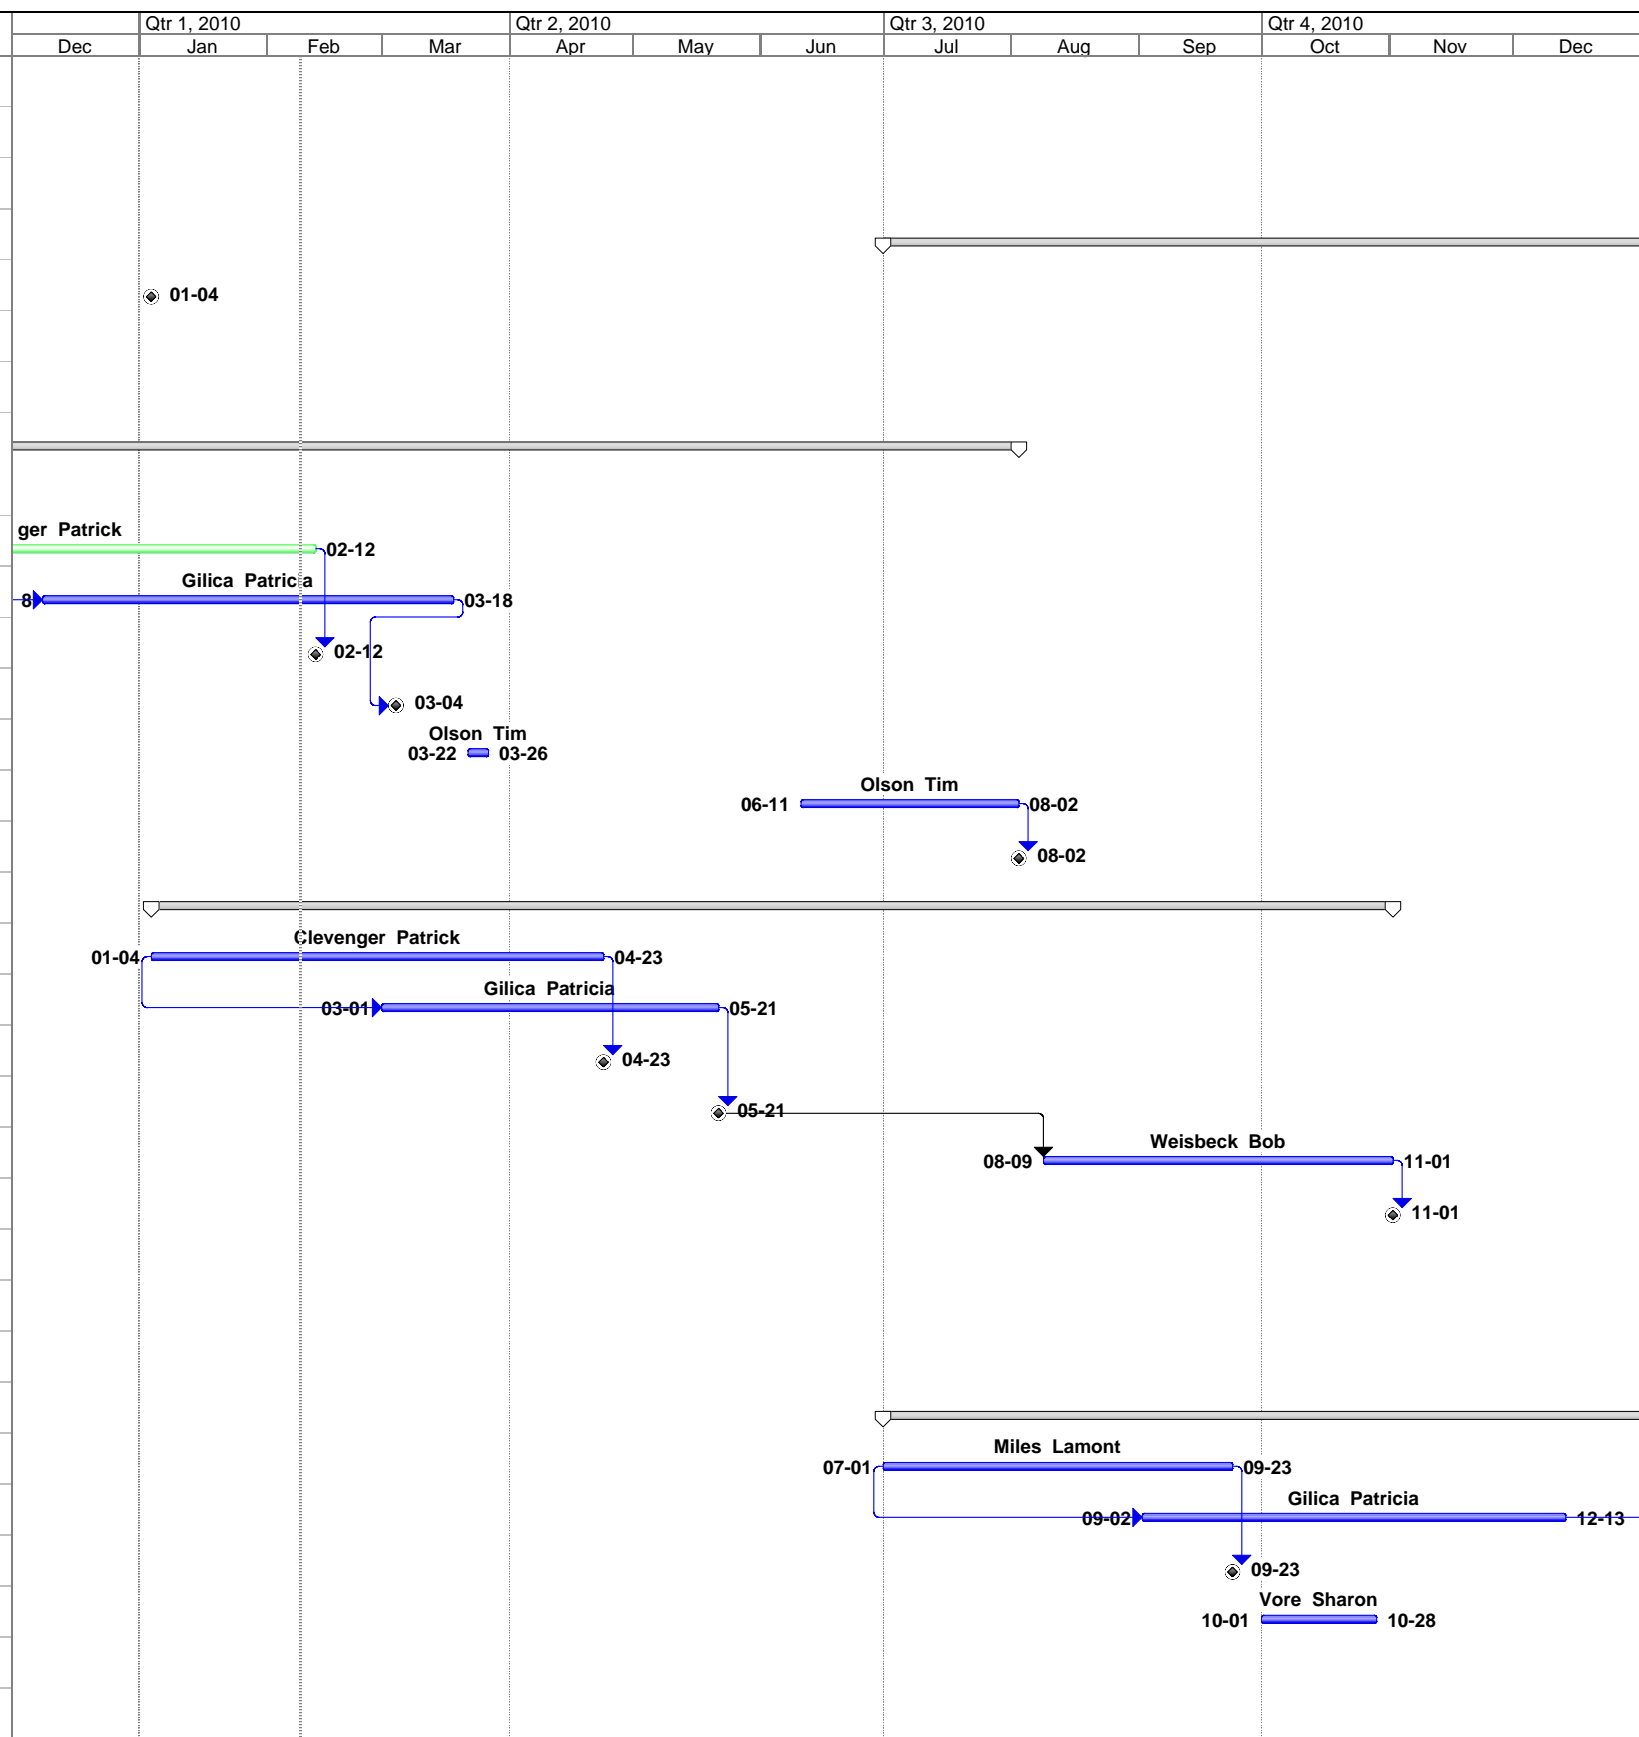 Qtr 1, 2010 Qtr 2, 2010 Qtr 3, 2010 Qtr 4, 2010
Dec Jan Feb Mar Apr May Jun Jul Aug Sep Oct Nov Dec
01-04
ger Patrick
02-12
Gilica Patricia
8 03-18
02-12
03-04
Olson Tim
03-22 03-26
Olson Tim
06-11 08-02
08-02
Clevenger Patrick
01-04 04-23
Gilica Patricia
03-01 05-21
04-23
05-21
Weisbeck Bob
08-09 11-01
11-01
Miles Lamont
07-01 09-23
Gilica Patricia
09-02 12-13
09-23
Vore Sharon
10-01 10-28